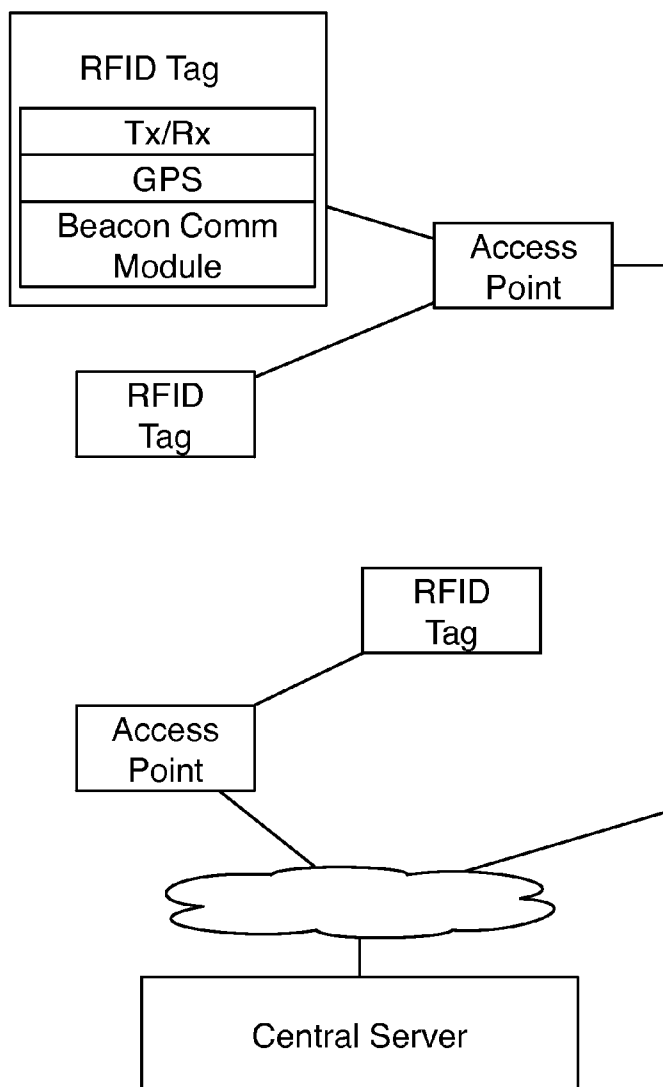 RFID Tag
Tx/Rx
GPS
Beacon Comm
Module
Access
Point
RFID
Tag
RFID
Tag
Access
Point
Central Server